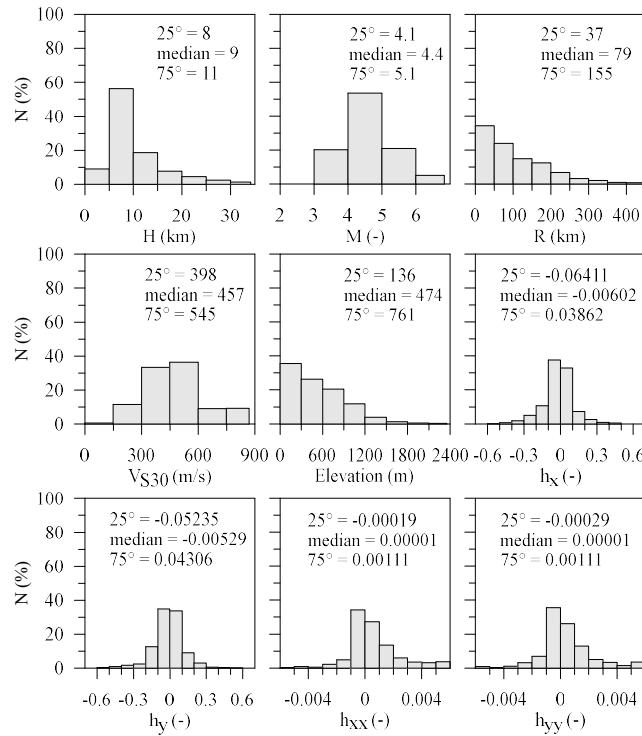 25° = 8
median = 9
75° = 11
25° = 4.1
median = 4.4
75° = 5.1
25° = 37
median = 79
75° = 155
N (%)
100
80
60
40
20
0
0 10 20 30
H (km)
2 3 4 5 6
M (-)
0 100 200 300 400
R (km)
25° = 398
median = 457
75° = 545
25° = 136
median = 474
75° = 761
25° = -0.06411
median = -0.00602
75° = 0.03862
N (%)
100
80
60
40
20
0
0 300 600 900
VS30 (m/s)
0 600 1200 1800 2400
Elevation (m)
-0.6 -0.3 0 0.3 0.6
hx (-)
25° = -0.05235
median = -0.00529
75° = 0.04306
25° = -0.00019
median = 0.00001
75° = 0.00111
25° = -0.00029
median = 0.00001
75° = 0.00111
N (%)
100
80
60
40
20
0
-0.6 -0.3 0 0.3 0.6
hy (-)
-0.004 0 0.004
hxx (-)
-0.004 0 0.004
hyy (-)